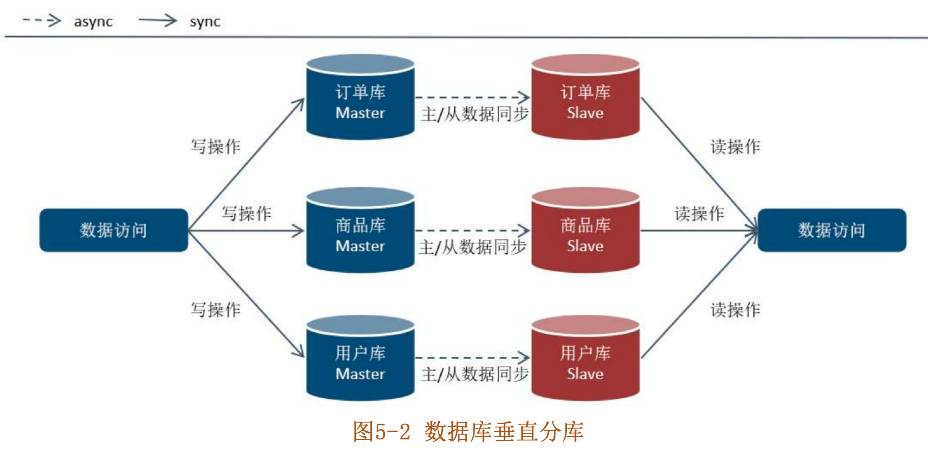 async
sync
订单库
Master
主/从数据同步
订单库
Slave
写操作
读操作
数据访问
写操作
商品库
Master
主/从数据同步
商品库
Slave
读操作
数据访问
写操作
用户库
Master
主/从数据同步
用户库
Slave
读操作
图5-2 数据库垂直分库